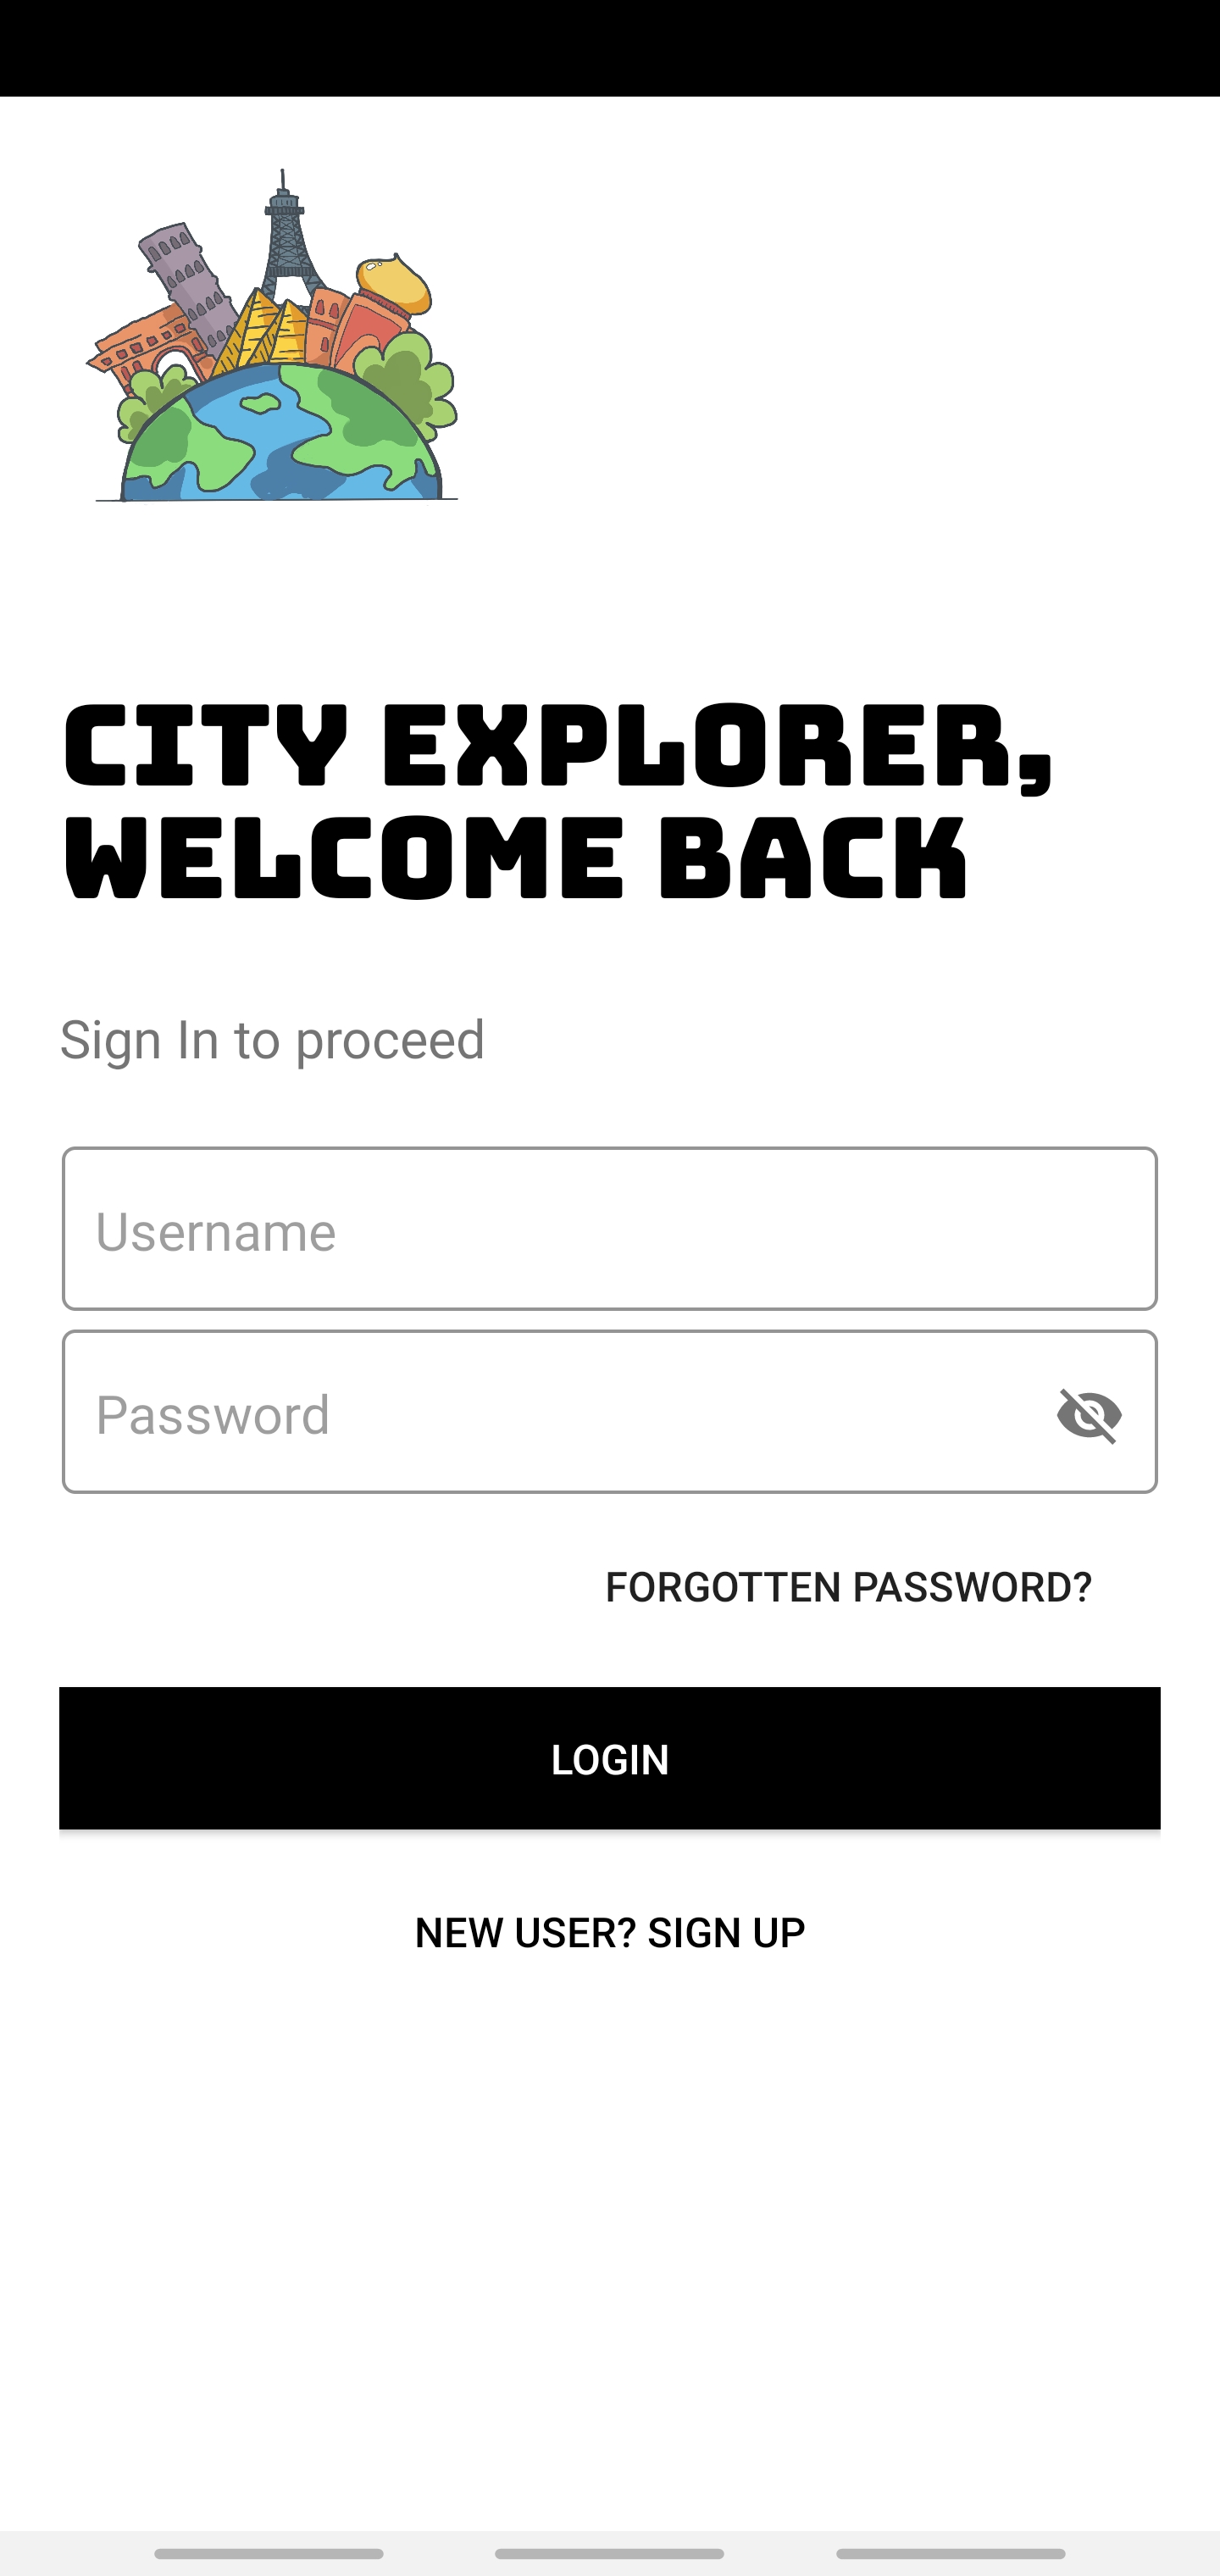 CITY EXPLORER,
WELCOME BACK
Sign In to proceed
Username
Password
FORGOTTEN PASSWORD?
LOGIN
NEW USER? SIGN UP